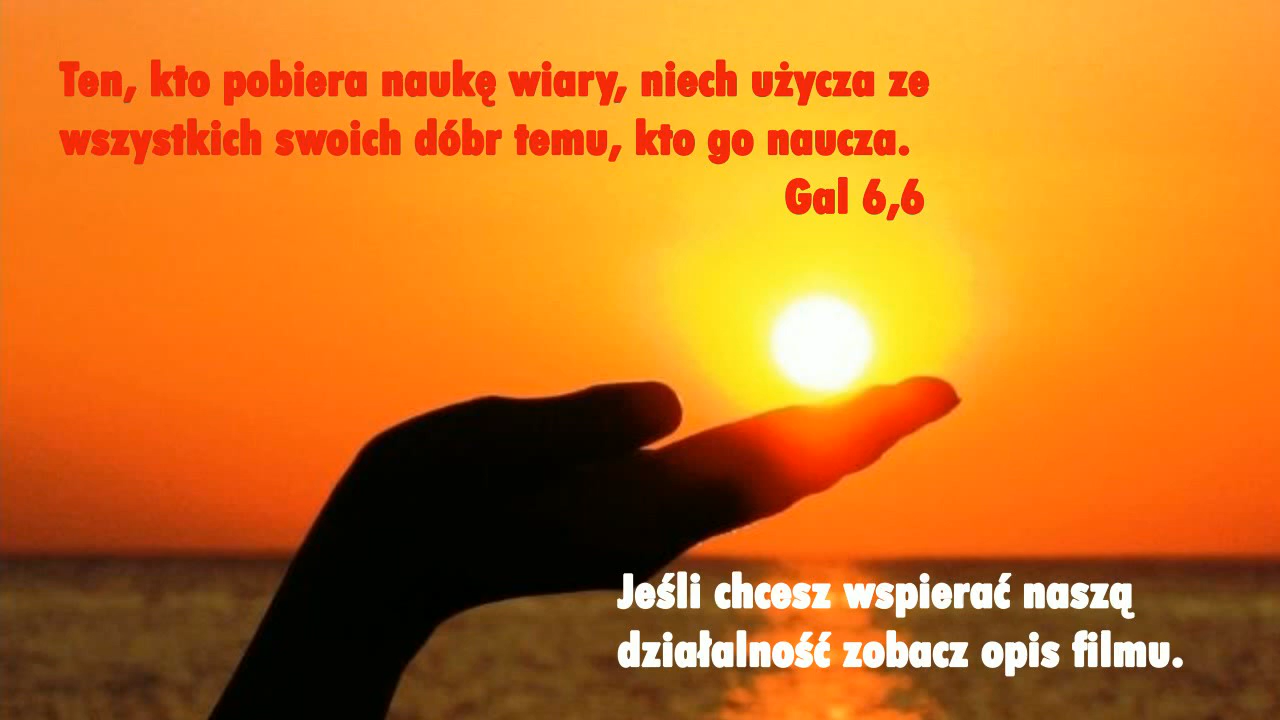 Ten, kto pobiera naukę wiary, niech użycza ze
wszystkich swoich dóbr temu, kto go naucza.
Gal 6,6
Jeśli chcesz wspierać naszą
działalność zobacz opis filmu.